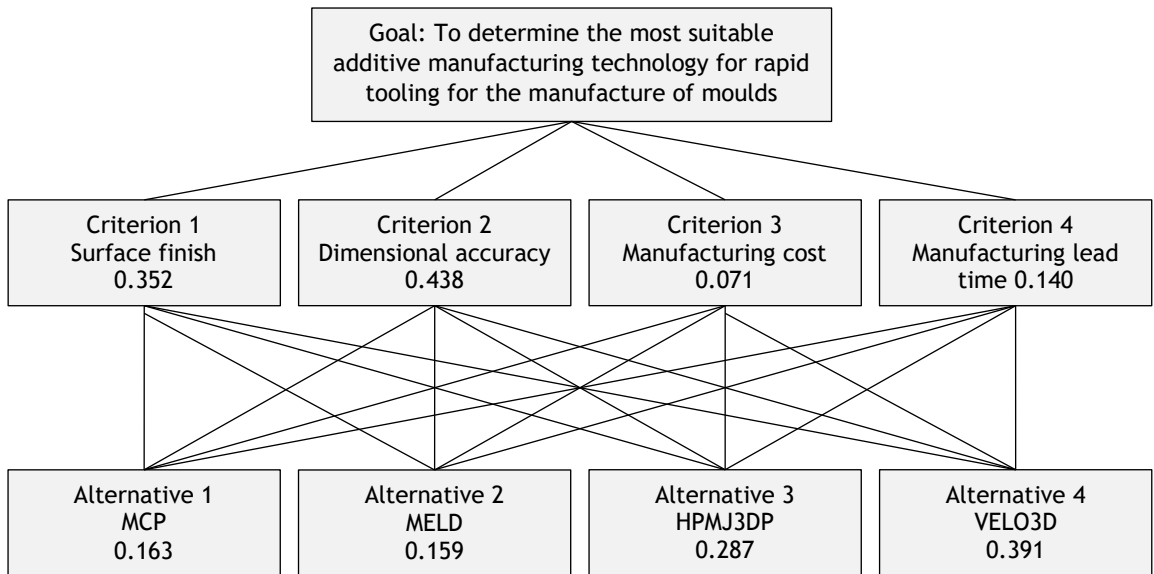 Goal: To determine the most suitable
additive manufacturing technology for rapid
tooling for the manufacture of moulds
Criterion 1
Surface finish
0.352
Criterion 2
Dimensional accuracy
0.438
Criterion 3
Manufacturing cost
0.071
Criterion 4
Manufacturing lead
time 0.140
Alternative 1
MCP
0.163
Alternative 2
MELD
0.159
Alternative 3
HPMJ3DP
0.287
Alternative 4
VELO3D
0.391